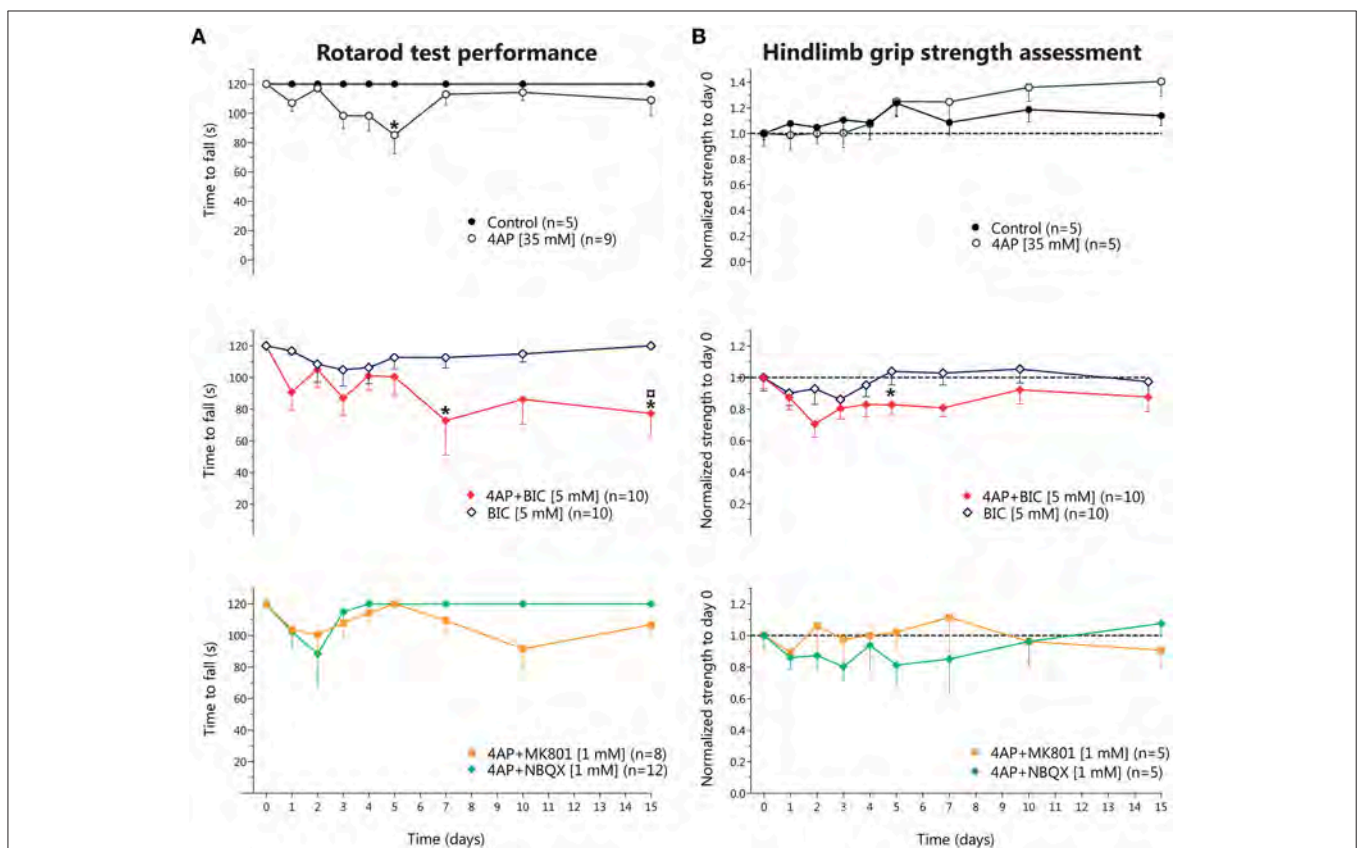 A
Rotarod test performance
120
100
80
60
40
20
0
Time to fall (s)
*
Control (n=5)
4AP [35 mM] (n=9)
120
100
80
60
40
20
Time to fall (s)
*
¤
*
4AP+BIC [5 mM] (n=10)
BIC [5 mM] (n=10)
120
100
80
60
40
20
Time to fall (s)
4AP+MK801 [1 mM] (n=8)
4AP+NBQX [1 mM] (n=12)
0 1 2 3 4 5 6 7 8 9 10 11 12 13 14 15
Time (days)
B
Hindlimb grip strength assessment
1.4
1.2
1.0
0.8
0.6
0.4
0.2
0.0
Normalized strength to day 0
Control (n=5)
4AP [35 mM] (n=5)
1.2
1.0
0.8
0.6
0.4
0.2
Normalized strength to day 0
*
4AP+BIC [5 mM] (n=10)
BIC [5 mM] (n=10)
1.2
1.0
0.8
0.6
0.4
0.2
0.0
Normalized strength to day 0
4AP+MK801 [1 mM] (n=5)
4AP+NBQX [1 mM] (n=5)
0 1 2 3 4 5 6 7 8 9 10 11 12 13 14 15
Time (days)